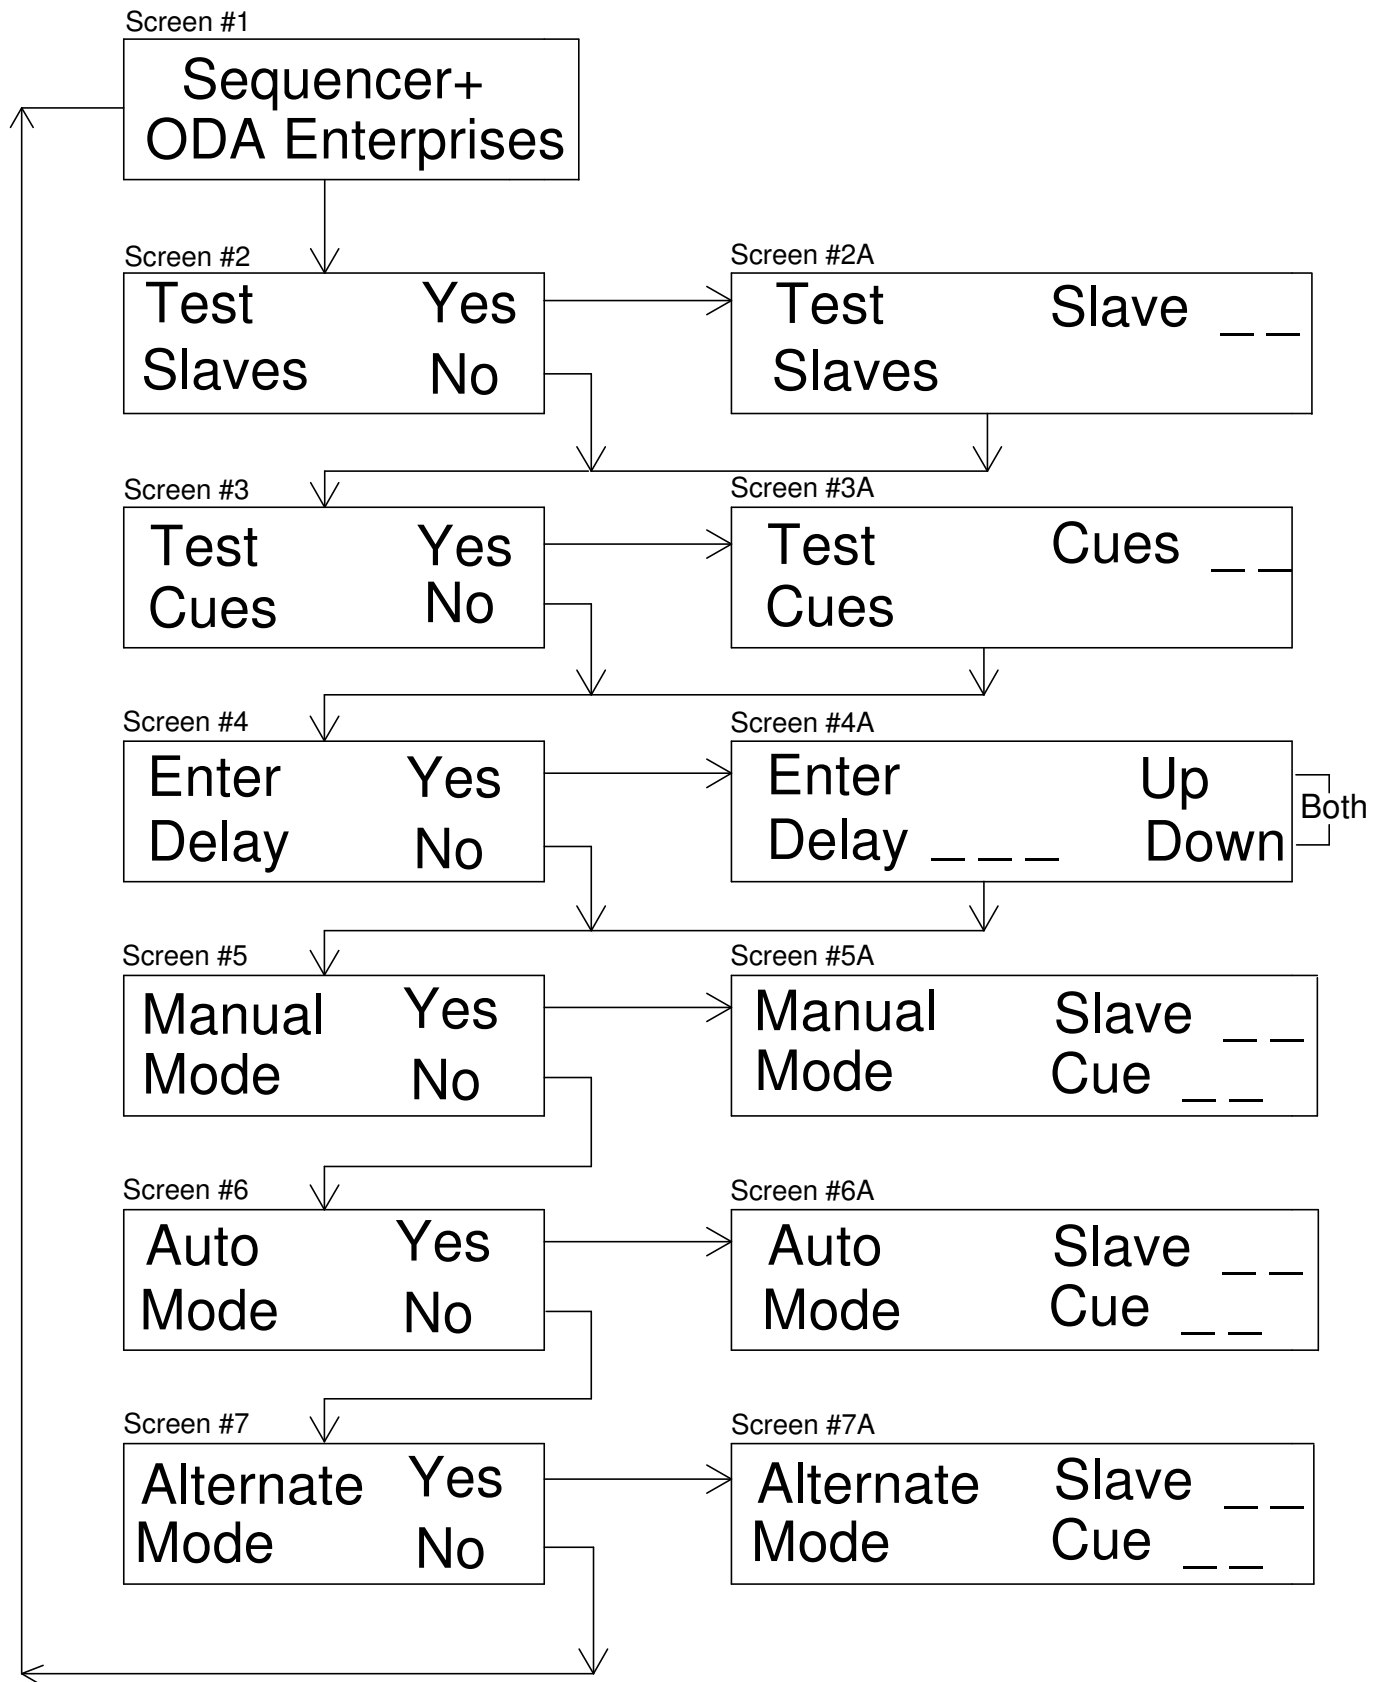 Screen #1
Sequencer+
ODA Enterprises
Screen #2
Test Yes
Slaves No
Screen #2A
Test Slave _ _
Slaves
Screen #3
Test Yes
Cues No
Screen #3A
Test Cues _ _
Cues
Screen #4
Enter Yes
Delay No
Screen #4A
Enter Up
Delay _ _ _ Down
Both
Screen #5
Manual Yes
Mode No
Screen #5A
Manual Slave _ _
Mode Cue _ _
Screen #6
Auto Yes
Mode No
Screen #6A
Auto Slave _ _
Mode Cue _ _
Screen #7
Alternate Yes
Mode No
Screen #7A
Alternate Slave _ _
Mode Cue _ _